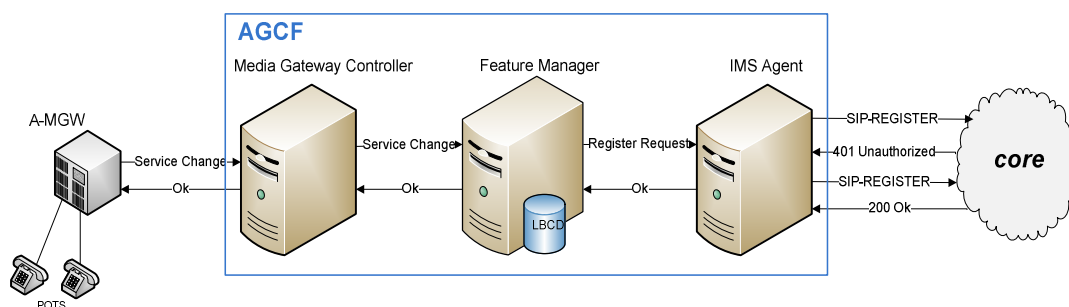 AGCF
Media Gateway Controller
Feature Manager
IMS Agent
A-MGW
SIP-REGISTER
Service Change
Service Change
Register Request
401 Unauthorized
core
Ok
Ok
Ok
SIP-REGISTER
200 Ok
LBCD
POTS